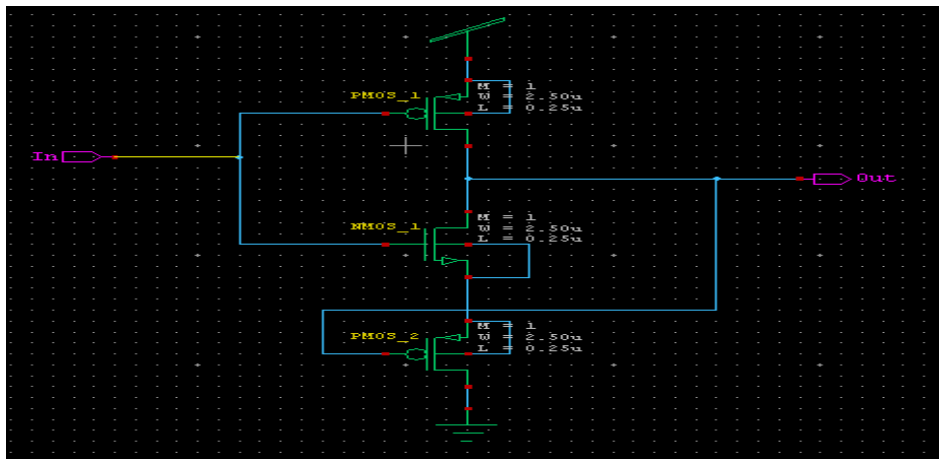 PMOS_1
M = 1
W = 2.50u
L = 0.25u
In
Out
NMOS_1
M = 1
W = 2.50u
L = 0.25u
PMOS_2
M = 1
W = 2.50u
L = 0.25u